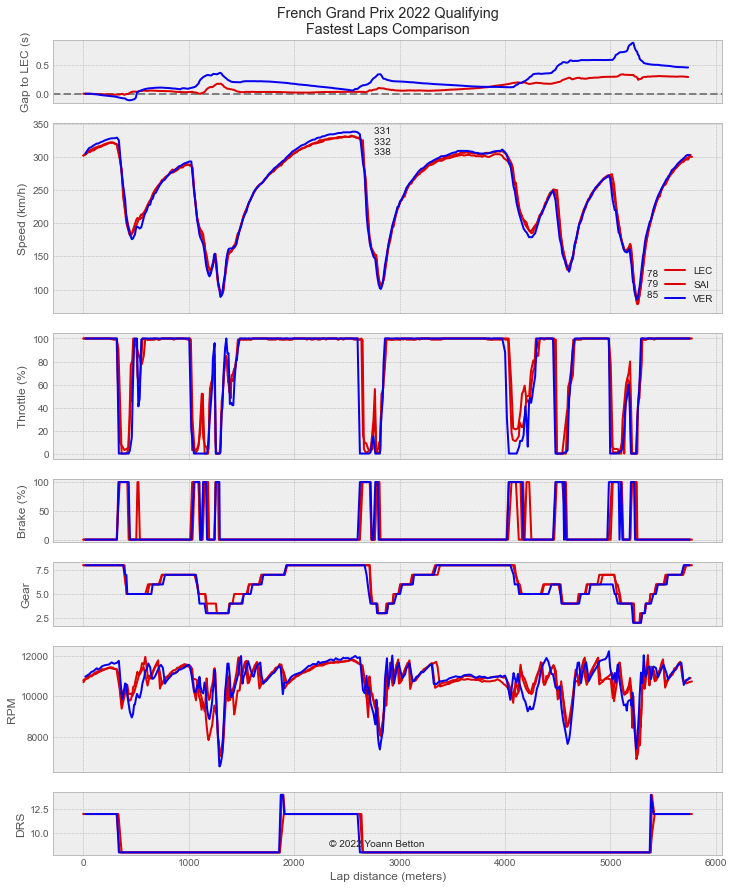 French Grand Prix 2022 Qualifying
Fastest Laps Comparison
Gap to LEC (s)
0.5
0.0
Speed (km/h)
350
300
250
200
150
100
331
332
338
78
79
85
LEC
SAI
VER
Throttle (%)
100
80
60
40
20
0
Brake (%)
100
50
0
Gear
7.5
5.0
2.5
RPM
12000
10000
8000
DRS
12.5
10.0
© 2022 Yoann Betton
0 1000 2000 3000 4000 5000 6000
Lap distance (meters)